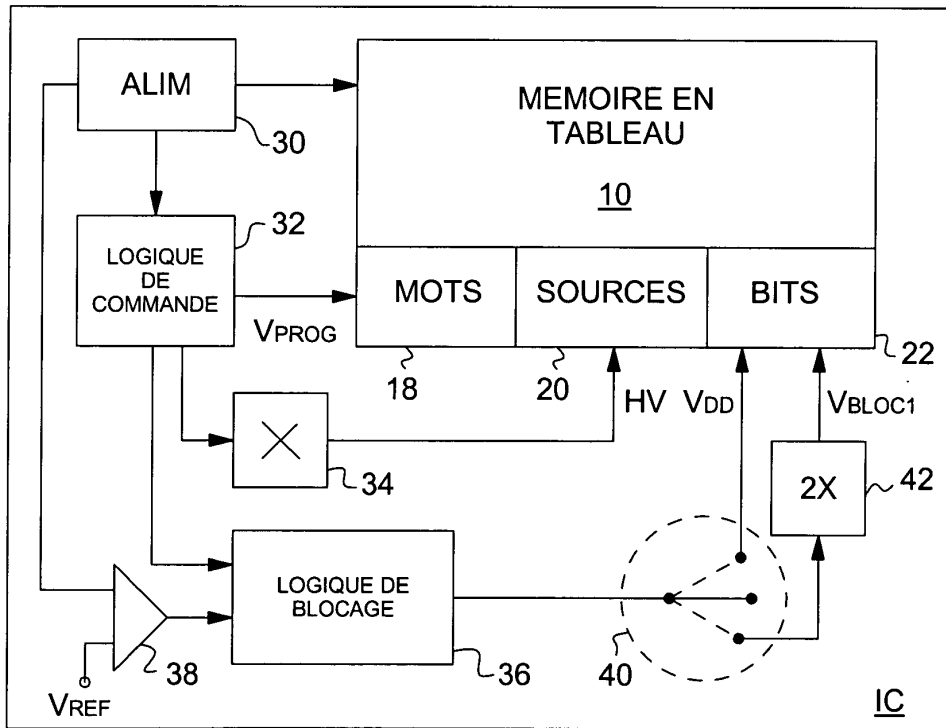 ALIM
30
MEMOIRE EN
TABLEAU
10
32
LOGIQUE
DE
COMMANDE
VPROG
MOTS
SOURCES
BITS
18
20
22
HV
VDD
VBLOC1
34
2X
42
LOGIQUE DE
BLOCAGE
38
VREF
36
40
IC